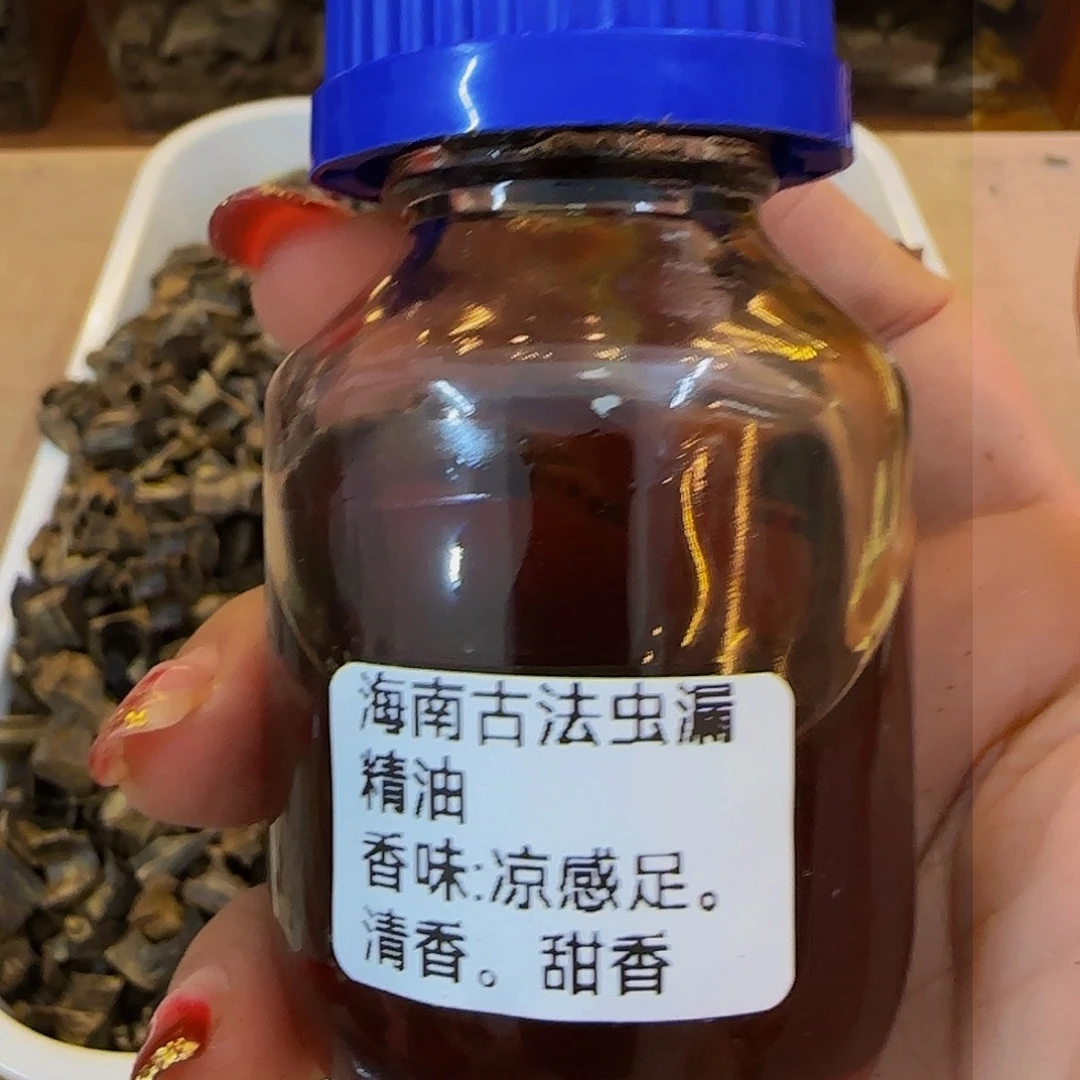 海南古法虫漏
精油
香味:凉感足。
清香。甜香